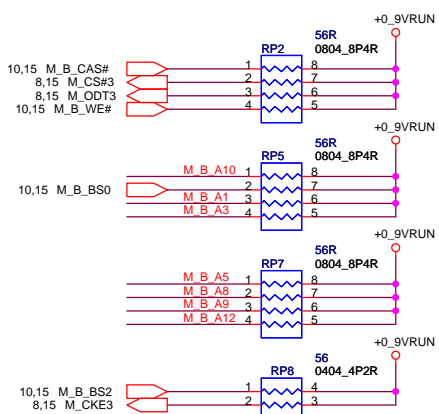 +0_9VRUN
56R
RP2 0804_8P4R
10,15 M_B_CAS# 1 8
8,15 M_CS#3 2 7
8,15 M_ODT3 3 6
10,15 M_B_WE# 4 5
+0_9VRUN
56R
RP5 0804_8P4R
M_B_A10 1 8
10,15 M_B_BS0 2 7
M_B_A1 3 6
M_B_A3 4 5
+0_9VRUN
56R
RP7 0804_8P4R
M_B_A5 1 8
M_B_A8 2 7
M_B_A9 3 6
M_B_A12 4 5
+0_9VRUN
56
RP8 0404_4P2R
10,15 M_B_BS2 1 4
8,15 M_CKE3 2 3